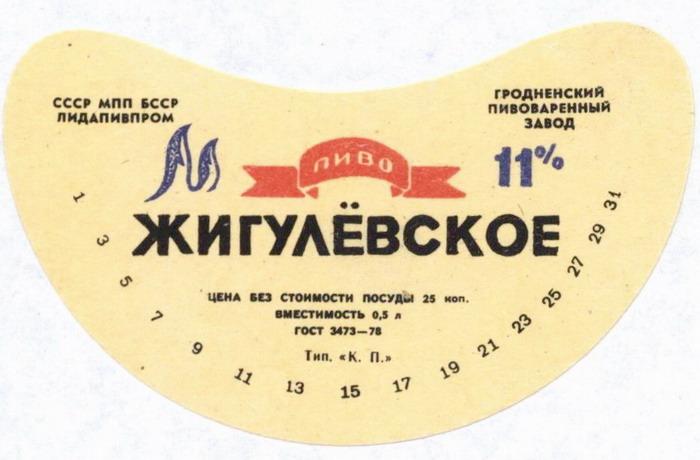 СССР МПП БССР
ЛИДАПИВПРОМ
ГРОДНЕНСКИЙ
ПИВОВАРЕННЫЙ
ЗАВОД
ПИВО
11%
ЖИГУЛЁВСКОЕ
ЦЕНА БЕЗ СТОИМОСТИ ПОСУДЫ 25 коп.
ВМЕСТИМОСТЬ 0,5 л
ГОСТ 3473—78
Тип. «К. П.»
1 3 5 7 9 11 13 15 17 19 21 23 25 27 29 31